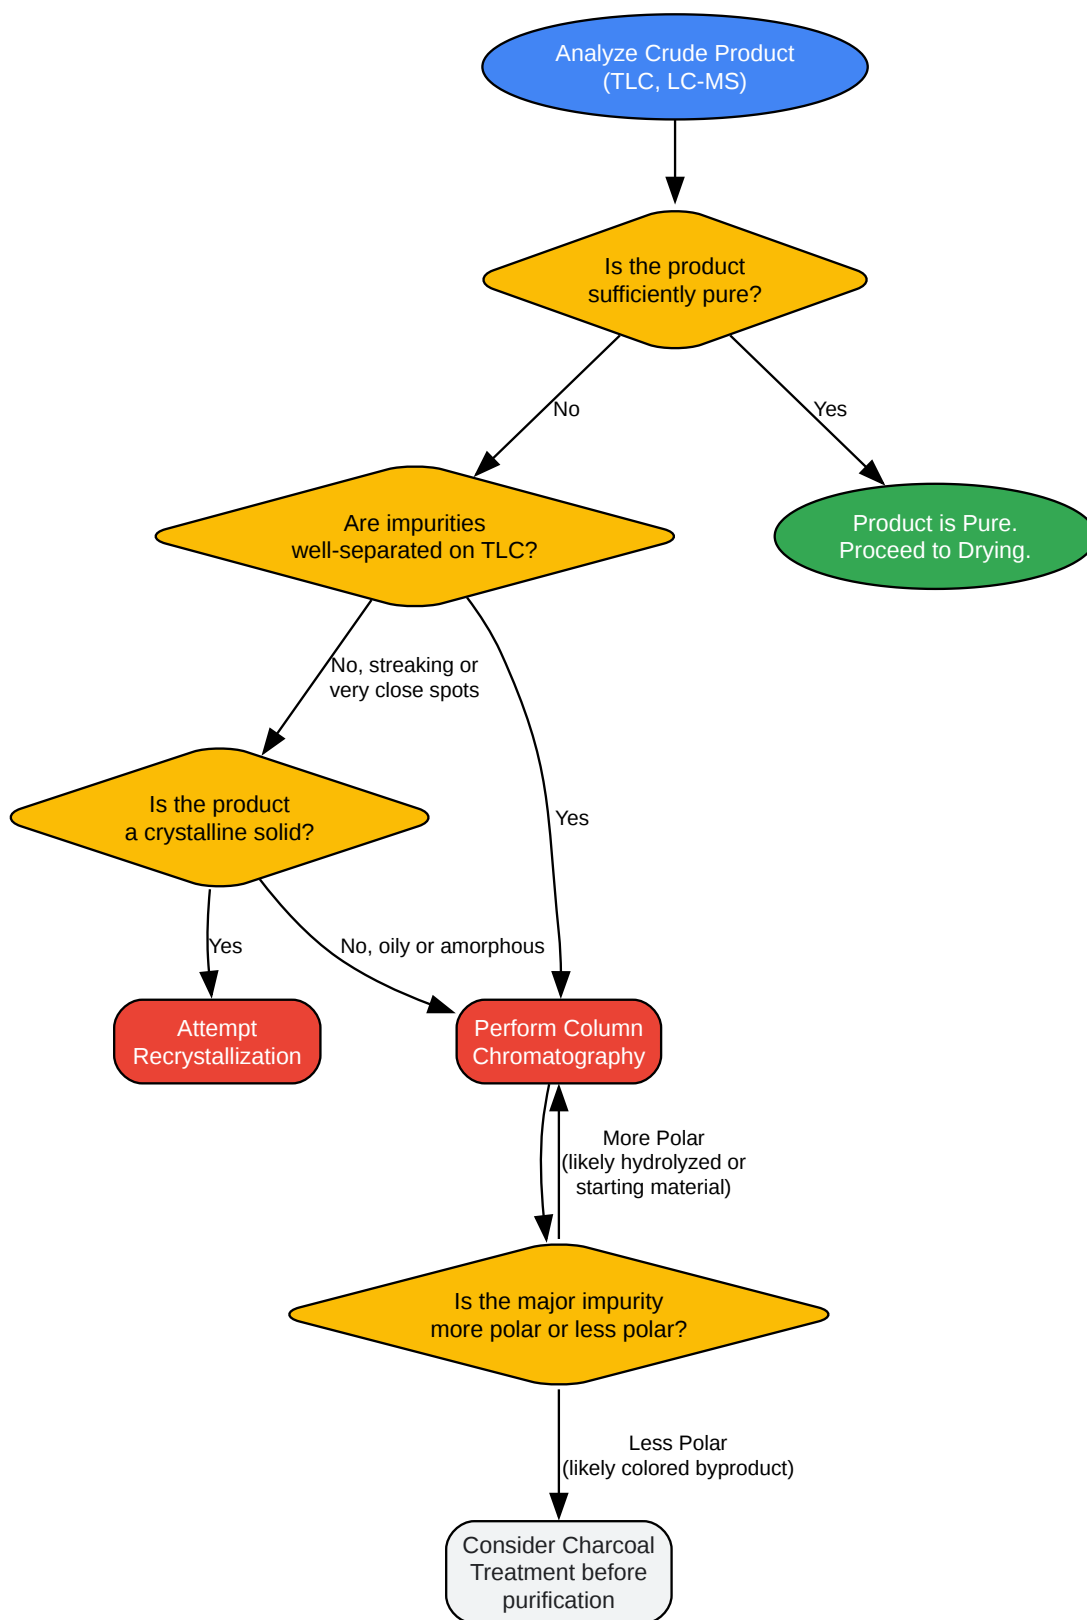 Analyze Crude Product
(TLC, LC-MS)
Is the product
sufficiently pure?
No
Yes
Are impurities
well-separated on TLC?
Product is Pure.
Proceed to Drying.
No, streaking or
very close spots
Is the product
a crystalline solid?
Yes
Yes
No, oily or amorphous
Attempt
Recrystallization
Perform Column
Chromatography
More Polar
(likely hydrolyzed or
starting material)
Is the major impurity
more polar or less polar?
Less Polar
(likely colored byproduct)
Consider Charcoal
Treatment before
purification